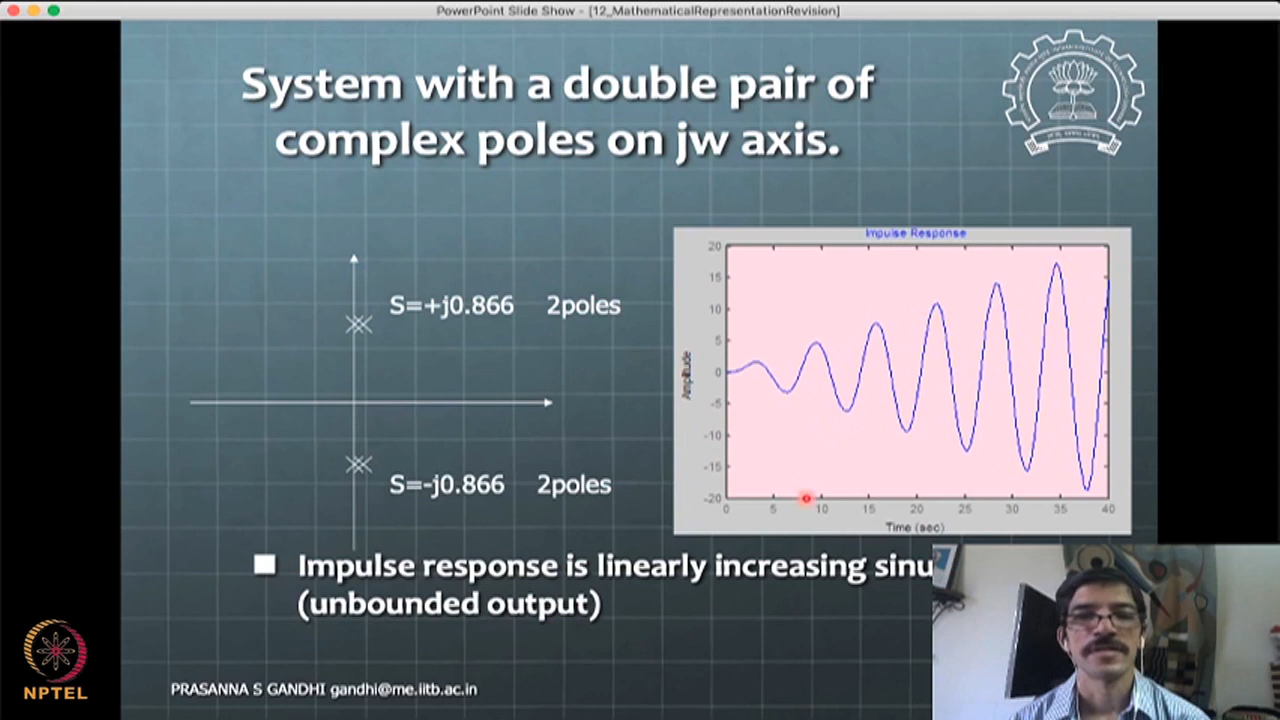 PowerPoint Slide Show - [12_MathematicalRepresentationRevision]
System with a double pair of
complex poles on jw axis.
S=+j0.866 2poles
S=-j0.866 2poles
Impulse Response
Amplitude
20
15
10
5
0
-5
-10
-15
-20
0 5 10 15 20 25 30 35 40
Time (sec)
Impulse response is linearly increasing sinu
(unbounded output)
NPTEL
PRASANNA S GANDHI gandhi@me.iitb.ac.in